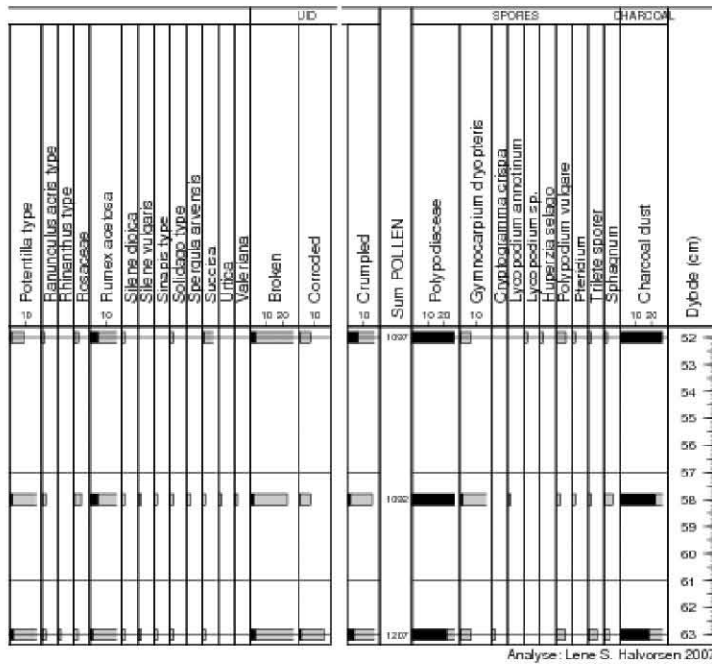 UID SPORES CHARCOAL
Potentilla type
Ranunculus acris type
Rhinanthus type
Rosaceae
Rumex acetosa
Silene dioica
Silene vulgaris
Sinapis type
Solidago type
Spergula arvensis
Succisa
Urtica
Valeriana
Broken
Corroded
Crumpled
Sum POLLEN
Polypodiaceae
Gymnocarpium dryopteris
Cryptogramma crispa
Lycopodium annotinum
Lycopodium sp.
Huperzia selago
Polypodium vulgare
Pteridium
Trilete sporer
Sphagnum
Charcoal dust
Dybde (cm)
10 10 10 20 10 10 10 20 10 10 20
1097 52
53
54
55
56
57
1092 58
59
60
61
62
1207 63
Analyse: Lene S. Halvorsen 2007